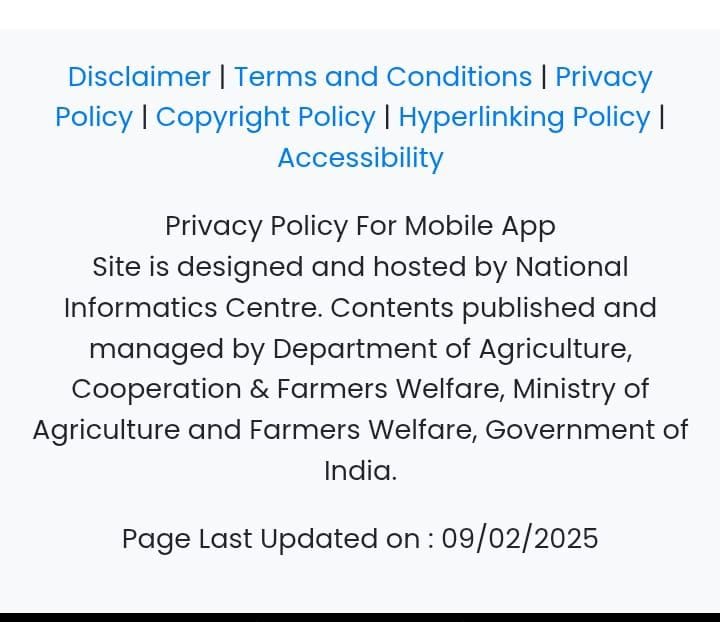 Disclaimer | Terms and Conditions | Privacy
Policy | Copyright Policy | Hyperlinking Policy |
Accessibility
Privacy Policy For Mobile App
Site is designed and hosted by National
Informatics Centre. Contents published and
managed by Department of Agriculture,
Cooperation & Farmers Welfare, Ministry of
Agriculture and Farmers Welfare, Government of
India.
Page Last Updated on : 09/02/2025